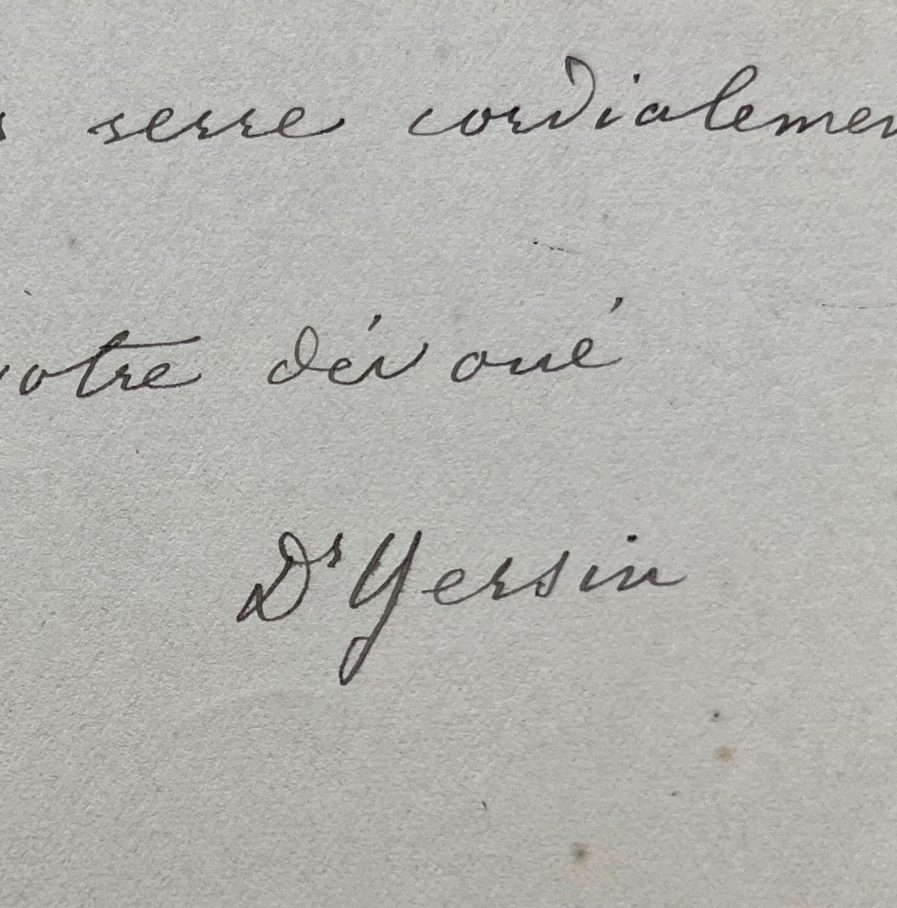 s serre cordialemen
votre dévoué
Dr Yersin